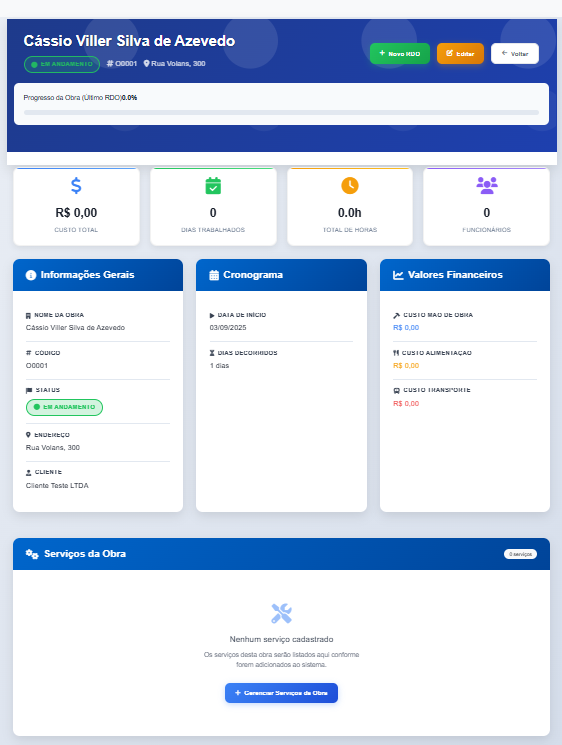 Cássio Viller Silva de Azevedo
EM ANDAMENTO # O0001 Rua Volans, 300
Novo RDO
Editar
Voltar
Progresso da Obra (Último RDO)0.0%
R$ 0,00
CUSTO TOTAL
0
DIAS TRABALHADOS
0.0h
TOTAL DE HORAS
0
FUNCIONÁRIOS
Informações Gerais
NOME DA OBRA
Cássio Viller Silva de Azevedo
# CÓDIGO
O0001
STATUS
EM ANDAMENTO
ENDEREÇO
Rua Volans, 300
CLIENTE
Cliente Teste LTDA
Cronograma
DATA DE INÍCIO
03/09/2025
DIAS DECORRIDOS
1 dias
Valores Financeiros
CUSTO MÃO DE OBRA
R$ 0,00
CUSTO ALIMENTAÇÃO
R$ 0,00
CUSTO TRANSPORTE
R$ 0,00
Serviços da Obra
0 serviços
Nenhum serviço cadastrado
Os serviços desta obra serão listados aqui conforme
forem adicionados ao sistema.
Gerenciar Serviços da Obra